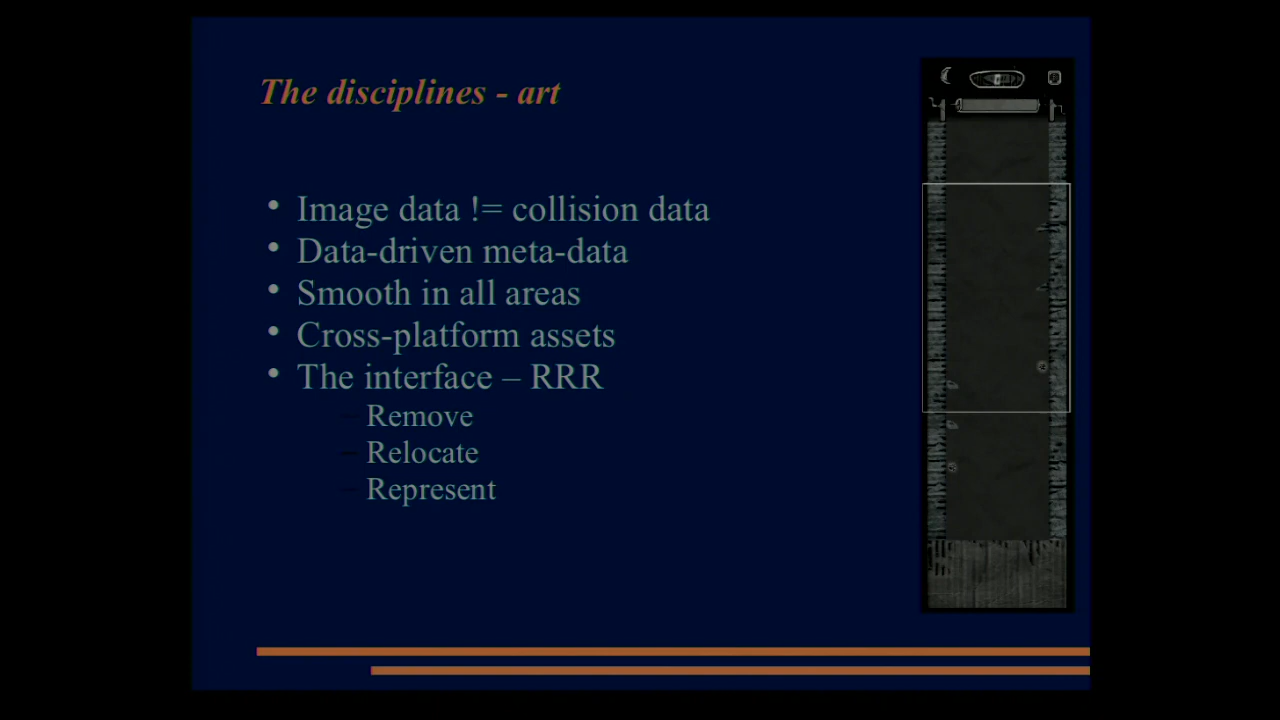 The disciplines - art
• Image data != collision data
• Data-driven meta-data
• Smooth in all areas
• Cross-platform assets
• The interface – RRR
– Remove
– Relocate
– Represent